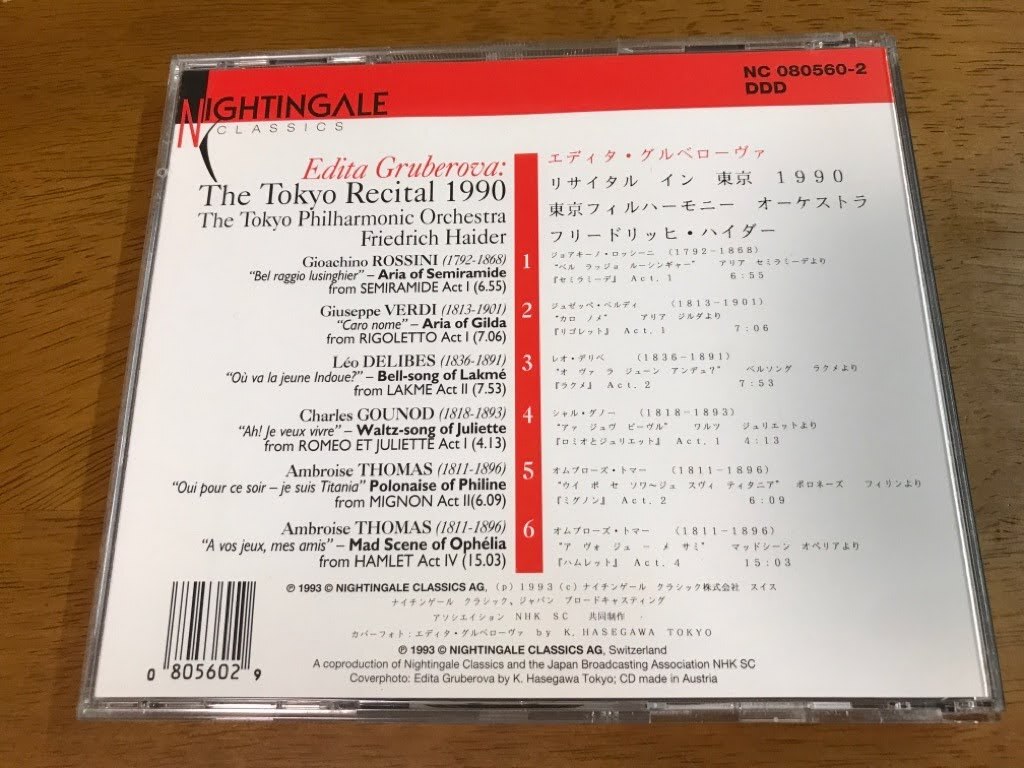 NIGHTINGALE
CLASSICS
NC 080560-2
DDD
Edita Gruberova:
The Tokyo Recital 1990
The Tokyo Philharmonic Orchestra
Friedrich Haider
Gioachino ROSSINI (1792-1868)
"Bel raggio lusinghier" – Aria of Semiramide
from SEMIRAMIDE Act I (6.55)
Giuseppe VERDI (1813-1901)
"Caro nome" – Aria of Gilda
from RIGOLETTO Act I (7.06)
Léo DELIBES (1836-1891)
"Où va la jeune Indoue?" – Bell-song of Lakmé
from LAKME Act II (7.53)
Charles GOUNOD (1818-1893)
"Ah! Je veux vivre" – Waltz-song of Juliette
from ROMEO ET JULIETTE Act I (4.13)
Ambroise THOMAS (1811-1896)
"Oui pour ce soir – je suis Titania" Polonaise of Philine
from MIGNON Act II(6.09)
Ambroise THOMAS (1811-1896)
"A vos jeux, mes amis" – Mad Scene of Ophélia
from HAMLET Act IV (15.03)
1
2
3
4
5
6
エディタ・グルベローヴァ
リサイタル イン 東京 1990
東京フィルハーモニー オーケストラ
フリードリッヒ・ハイダー
ジョアキーノ・ロッシーニ (1792-1868)
"ベル ラッジョ ルーシンギャー" アリア セミラミーデより
『セミラミーデ』 Act. 1 6:55
ジュゼッペ・ベルディ (1813-1901)
"カロ ノメ" アリア ジルダより
『リゴレット』 Act. 1 7:06
レオ・デリベ (1836-1891)
"オ ヴァ ラ ジューン アンデュ?" ベルソング ラクメより
『ラクメ』 Act. 2 7:53
シャル・グノー (1818-1893)
"アァ ジュヴ ビーヴル" ワルツ ジュリエットより
『ロミオとジュリエット』 Act. 1 4:13
オムブローズ・トマー (1811-1896)
"ウイ ポ セ ソワ〜ジュ スヴィ ティタニア" ポロネーズ フィリンより
『ミグノン』 Act. 2 6:09
オムブローズ・トマー (1811-1896)
"ア ヴォ ジュ ー メ サミ" マッドシーン オペリアより
『ハムレット』 Act. 4 15:03
℗ 1993 © NIGHTINGALE CLASSICS AG, (p) 1993 (c) ナイチンゲール クラシック株式会社 スイス
ナイチンゲール クラシック、ジャパン ブロードキャスティング
アソシエイション NHK SC 共同制作
カバーフォト:エディタ・グルベローヴァ by K. HASEGAWA TOKYO
℗ 1993 © NIGHTINGALE CLASSICS AG, Switzerland
A coproduction of Nightingale Classics and the Japan Broadcasting Association NHK SC
Coverphoto: Edita Gruberova by K. Hasegawa Tokyo; CD made in Austria
0 805602 9